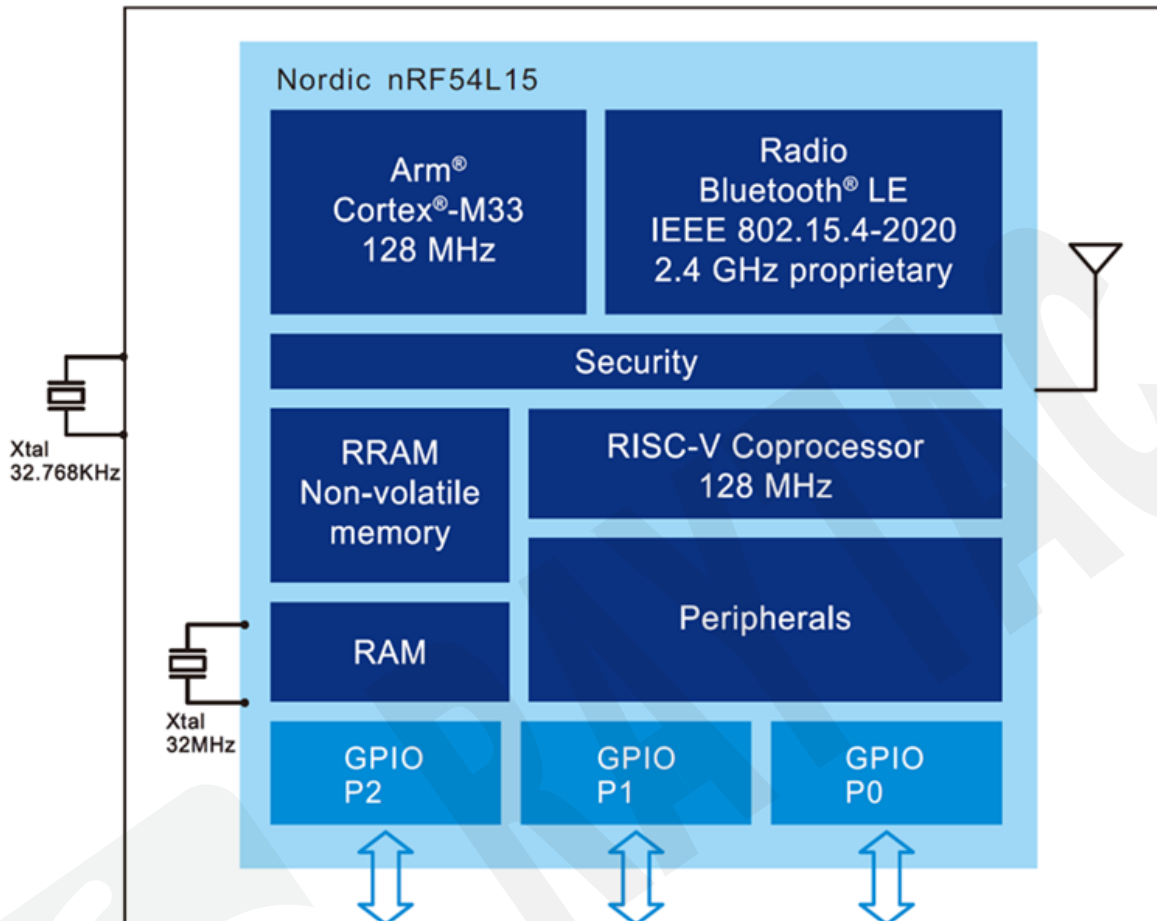 Nordic nRF54L15
Arm®
Cortex®-M33
128 MHz
Radio
Bluetooth® LE
IEEE 802.15.4-2020
2.4 GHz proprietary
Security
Xtal
32.768KHz
RRAM
Non-volatile
memory
RISC-V Coprocessor
128 MHz
RAM
Peripherals
Xtal
32MHz
GPIO
P2
GPIO
P1
GPIO
P0
RAYTAC